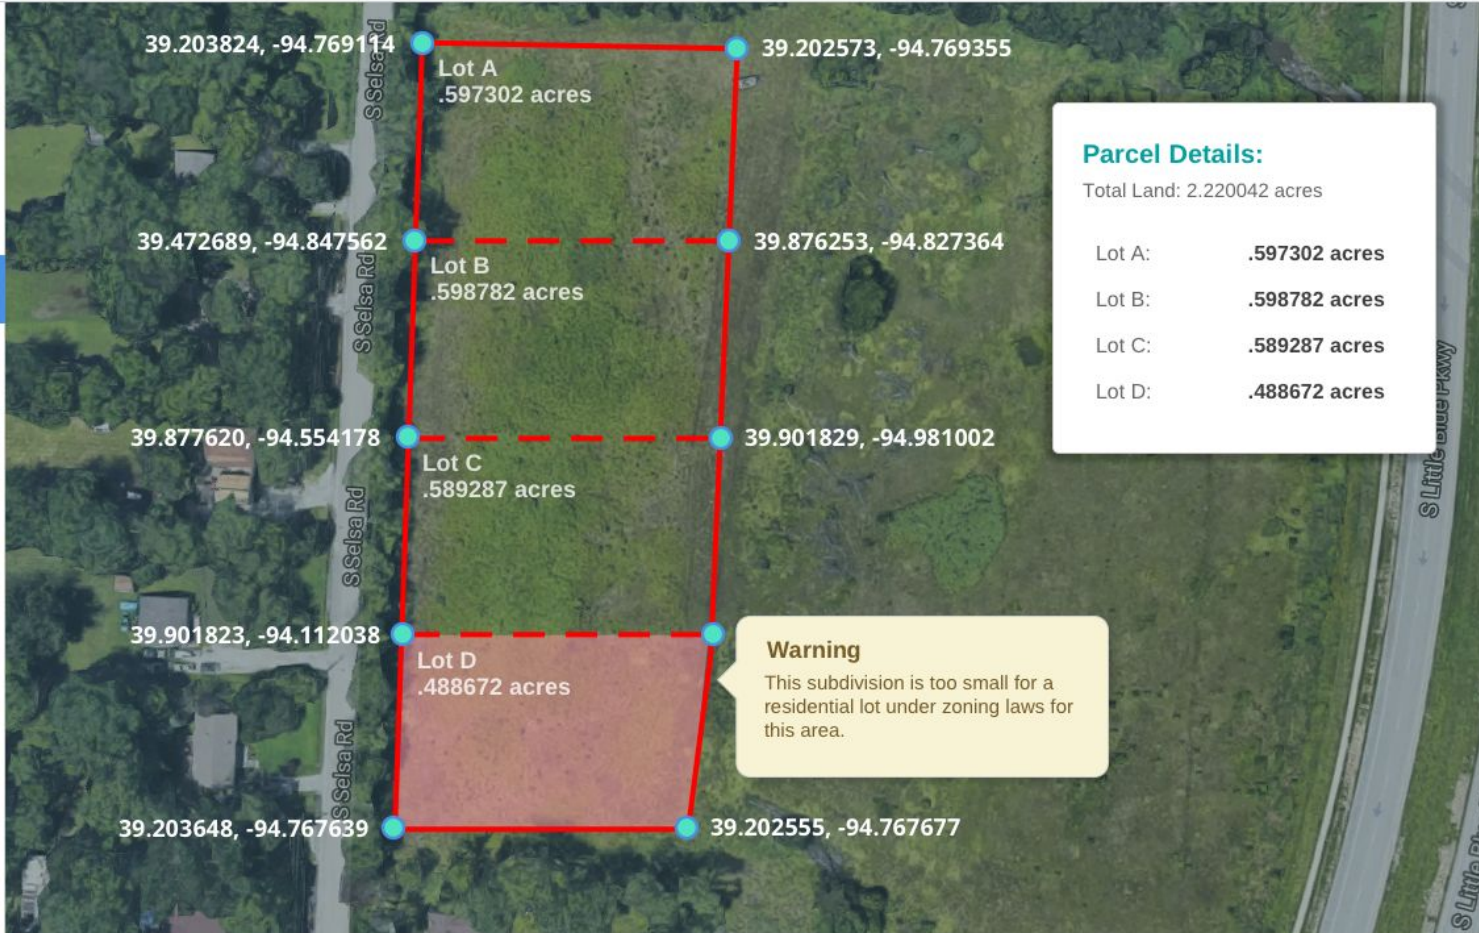 39.203824, -94.769114
39.202573, -94.769355
S Selsa Rd
Lot A
.597302 acres
Parcel Details:
Total Land: 2.220042 acres
Lot A: .597302 acres
Lot B: .598782 acres
Lot C: .589287 acres
Lot D: .488672 acres
39.472689, -94.847562
39.876253, -94.827364
S Selsa Rd
Lot B
.598782 acres
S Little Blue Pkwy
39.877620, -94.554178
39.901829, -94.981002
Lot C
.589287 acres
S Selsa Rd
39.901823, -94.112038
Lot D
.488672 acres
Warning
This subdivision is too small for a
residential lot under zoning laws for
this area.
S Selsa Rd
39.203648, -94.767639
39.202555, -94.767677
S Little